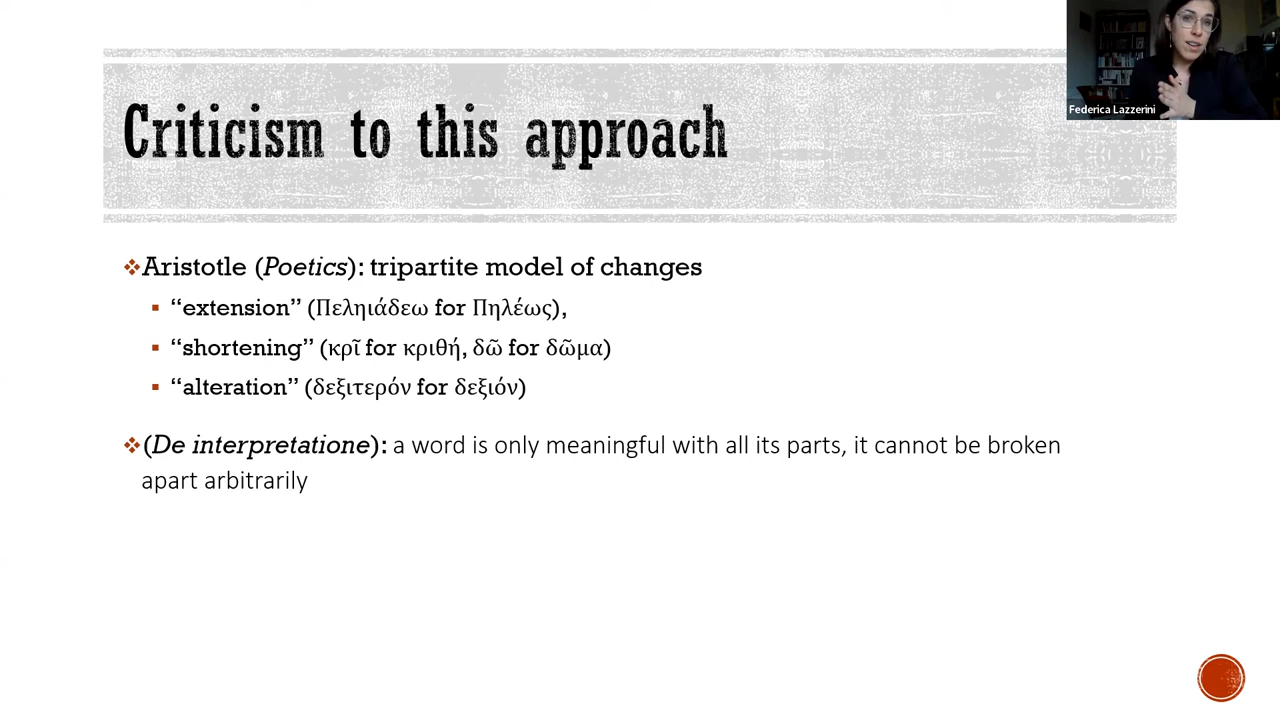 Federica Lazzerini
Criticism to this approach
Aristotle (Poetics): tripartite model of changes
“extension” (Πεληιάδεω for Πηλέως),
“shortening” (κρῖ for κριθή, δῶ for δῶμα)
“alteration” (δεξιτερόν for δεξιόν)
(De interpretatione): a word is only meaningful with all its parts, it cannot be broken
apart arbitrarily